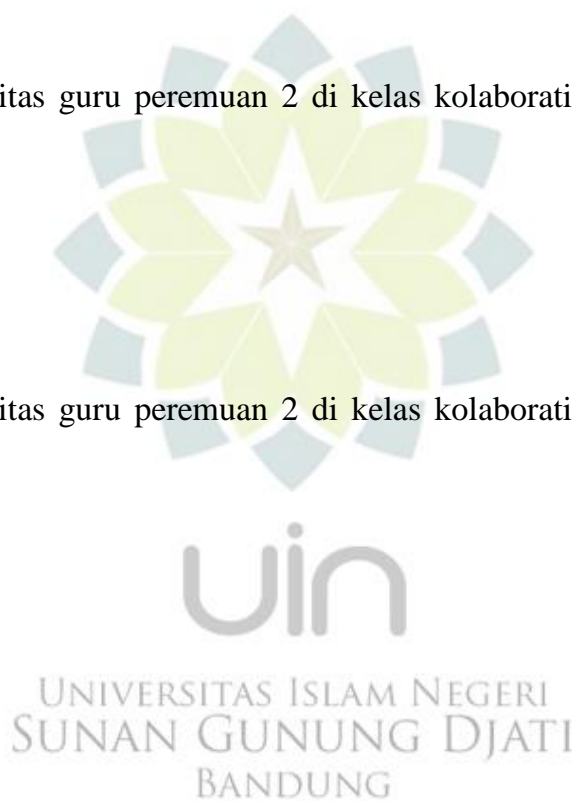 itas guru peremuan 2 di kelas kolaborati
itas guru peremuan 2 di kelas kolaborati
uin
UNIVERSITAS ISLAM NEGERI
SUNAN GUNUNG DJATI
BANDUNG